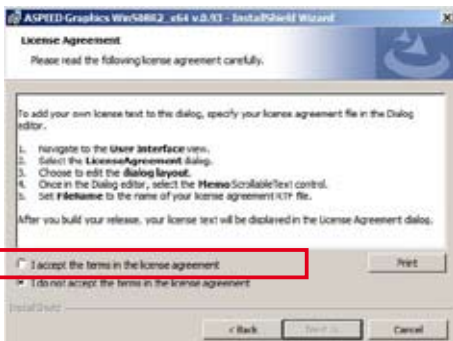 ASPEED Graphics WinS08R2_x64 v.0.93 - InstallShield Wizard
License Agreement
Please read the following license agreement carefully.
To add your own license text to this dialog, specify your license agreement file in the Dialog
editor.
1. Navigate to the User Interface view.
2. Select the LicenseAgreement dialog.
3. Choose to edit the dialog layout.
4. Once in the Dialog editor, select the Memo ScrollableText control.
5. Set FileName to the name of your license agreement RTF file.
After you build your release, your license text will be displayed in the License Agreement dialog.
I accept the terms in the license agreement
Print
I do not accept the terms in the license agreement
InstallShield
< Back
Next >
Cancel